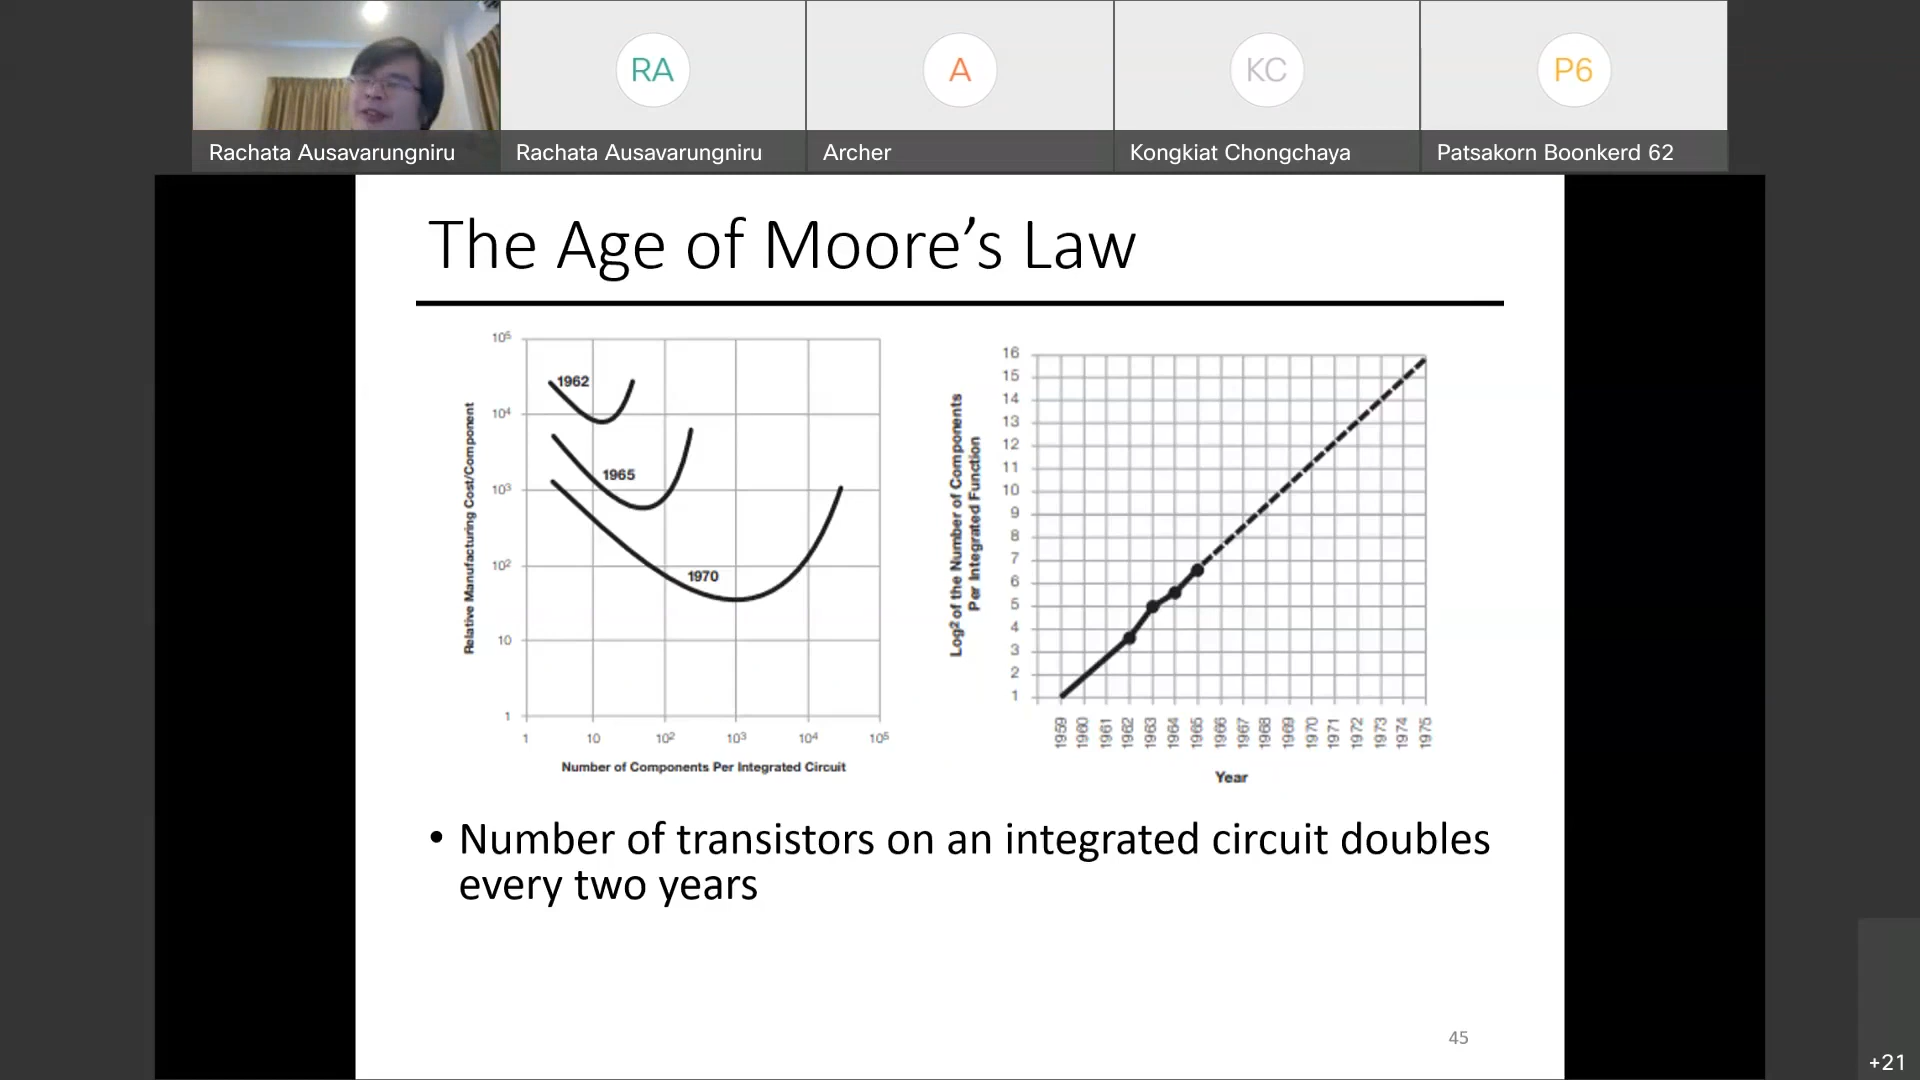 RA
A
KC
P6
Rachata Ausavarungniru
Rachata Ausavarungniru
Archer
Kongkiat Chongchaya
Patsakorn Boonkerd 62
The Age of Moore’s Law
Relative Manufacturing Cost/Component
10⁵
10⁴
10³
10²
10
1
1962
1965
1970
1 10 10² 10³ 10⁴ 10⁵
Number of Components Per Integrated Circuit
Log² of the Number of Components
Per Integrated Function
16
15
14
13
12
11
10
9
8
7
6
5
4
3
2
1
1959 1960 1961 1962 1963 1964 1965 1966 1967 1968 1969 1970 1971 1972 1973 1974 1975
Year
• Number of transistors on an integrated circuit doubles
every two years
45
+21